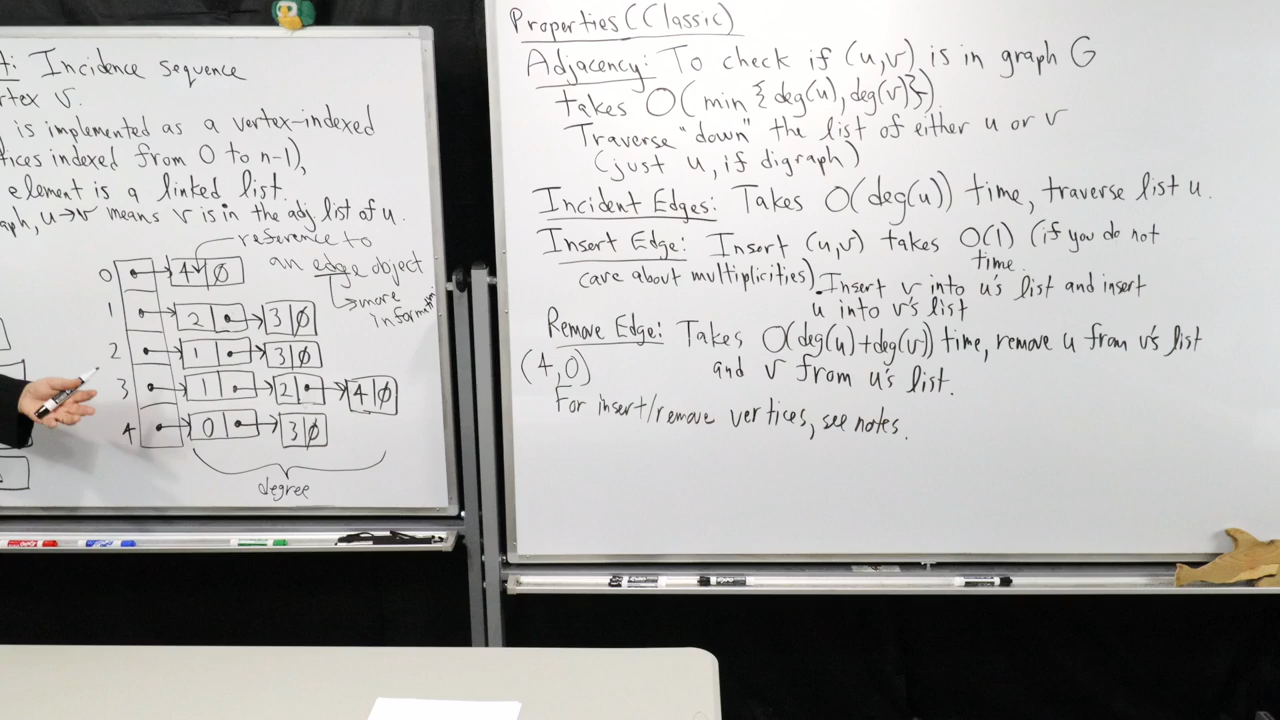 : Incidence sequence
rtex v.
is implemented as a vertex-indexed
tices indexed from 0 to n-1),
element is a linked list.
aph, u→v means v is in the adj. list of u.
reference to
an edge object
more
0 4 ∅
1 2 3 ∅
2 1 3 ∅
3 1 2 4 ∅
4 0 3 ∅
degree
Properties (Classic)
Adjacency: To check if (u,v) is in graph G
takes O(min {deg(u), deg(v)})
Traverse "down" the list of either u or v
(just u, if digraph)
Incident Edges: Takes O(deg(u)) time, traverse list u.
Insert Edge: Insert (u,v) takes O(1) (if you do not
time.
care about multiplicities) Insert v into u's list and insert
u into v's list
Remove Edge: Takes O(deg(u)+deg(v)) time, remove u from v's list
(4,0) and v from u's list.
For insert/remove vertices, see notes.